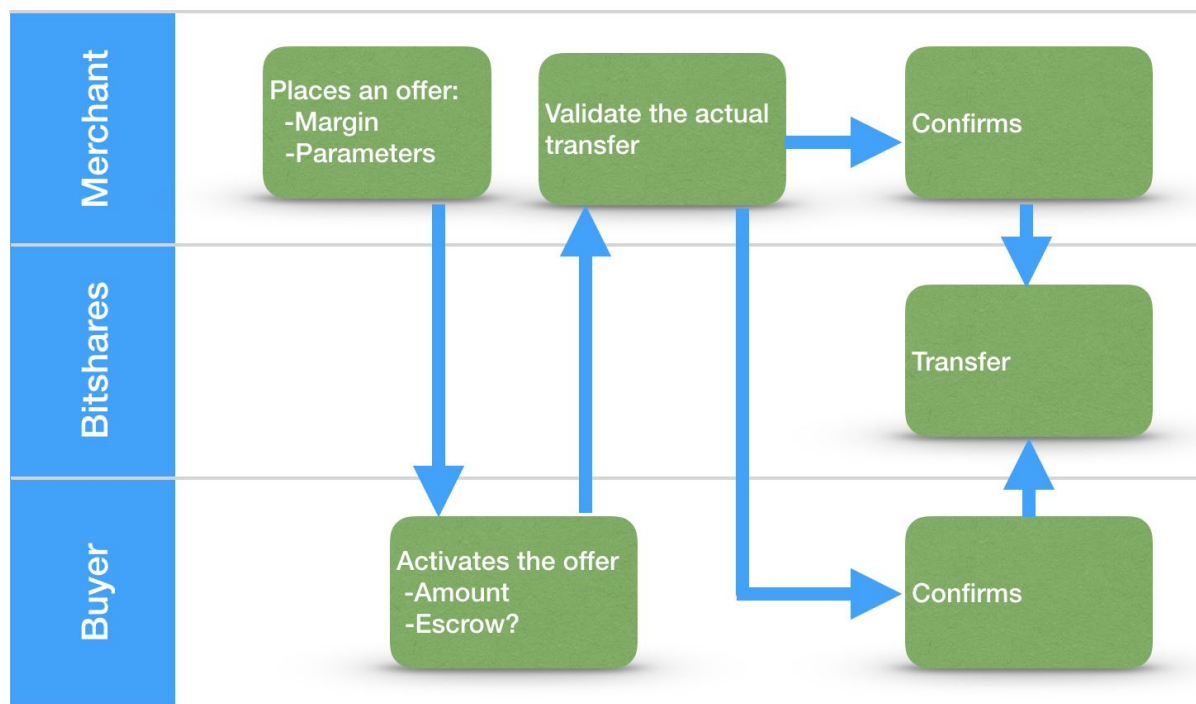 Merchant
Places an offer:
-Margin
-Parameters
Validate the actual
transfer
Confirms
Bitshares
Transfer
Buyer
Activates the offer
-Amount
-Escrow?
Confirms